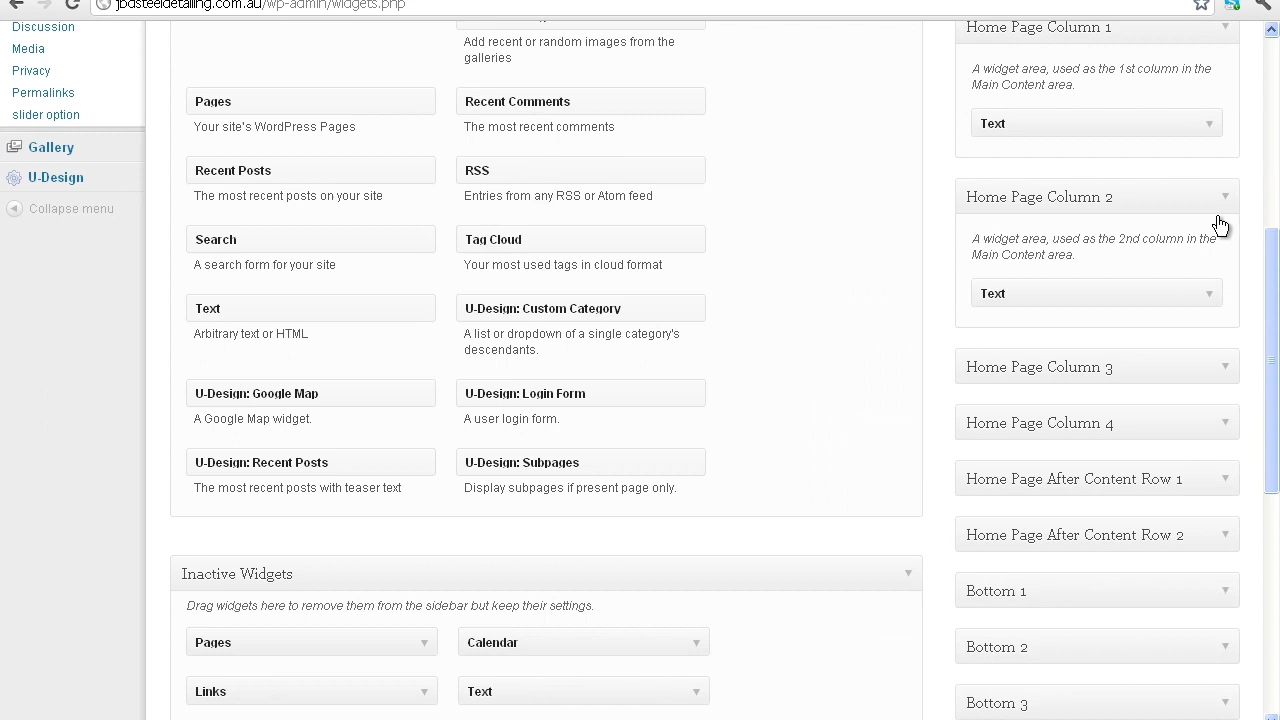 jbdsteeldetailing.com.au/wp-admin/widgets.php
Discussion
Media
Privacy
Permalinks
slider option
Gallery
U-Design
Collapse menu
Add recent or random images from the
galleries
Pages
Your site's WordPress Pages
Recent Comments
The most recent comments
Recent Posts
The most recent posts on your site
RSS
Entries from any RSS or Atom feed
Search
A search form for your site
Tag Cloud
Your most used tags in cloud format
Text
Arbitrary text or HTML
U-Design: Custom Category
A list or dropdown of a single category's
descendants.
U-Design: Google Map
A Google Map widget.
U-Design: Login Form
A user login form.
U-Design: Recent Posts
The most recent posts with teaser text
U-Design: Subpages
Display subpages if present page only.
Inactive Widgets
Drag widgets here to remove them from the sidebar but keep their settings.
Pages
Calendar
Links
Text
Home Page Column 1
A widget area, used as the 1st column in the
Main Content area.
Text
Home Page Column 2
A widget area, used as the 2nd column in the
Main Content area.
Text
Home Page Column 3
Home Page Column 4
Home Page After Content Row 1
Home Page After Content Row 2
Bottom 1
Bottom 2
Bottom 3